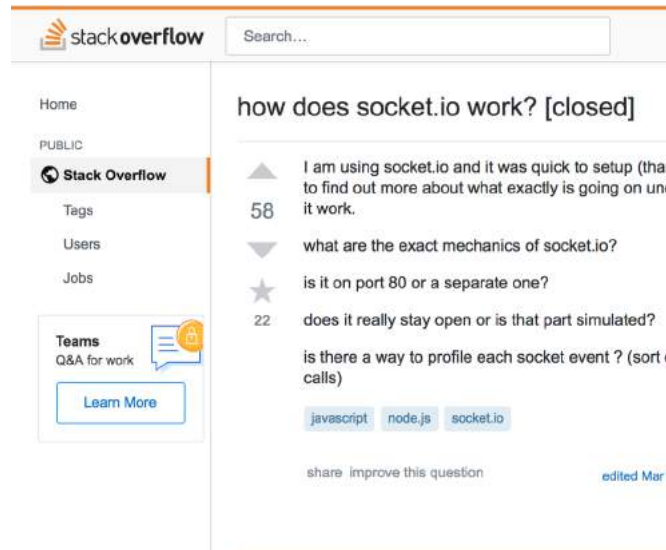 stackoverflow
Search...
Home
PUBLIC
Stack Overflow
Tags
Users
Jobs
Teams
Q&A for work
Learn More
how does socket.io work? [closed]
58
22
I am using socket.io and it was quick to setup
to find out more about what exactly is going on
it work.
what are the exact mechanics of socket.io?
is it on port 80 or a separate one?
does it really stay open or is that part simulated?
is there a way to profile each socket event ? (sort
calls)
javascript node.js socket.io
share improve this question
edited Mar